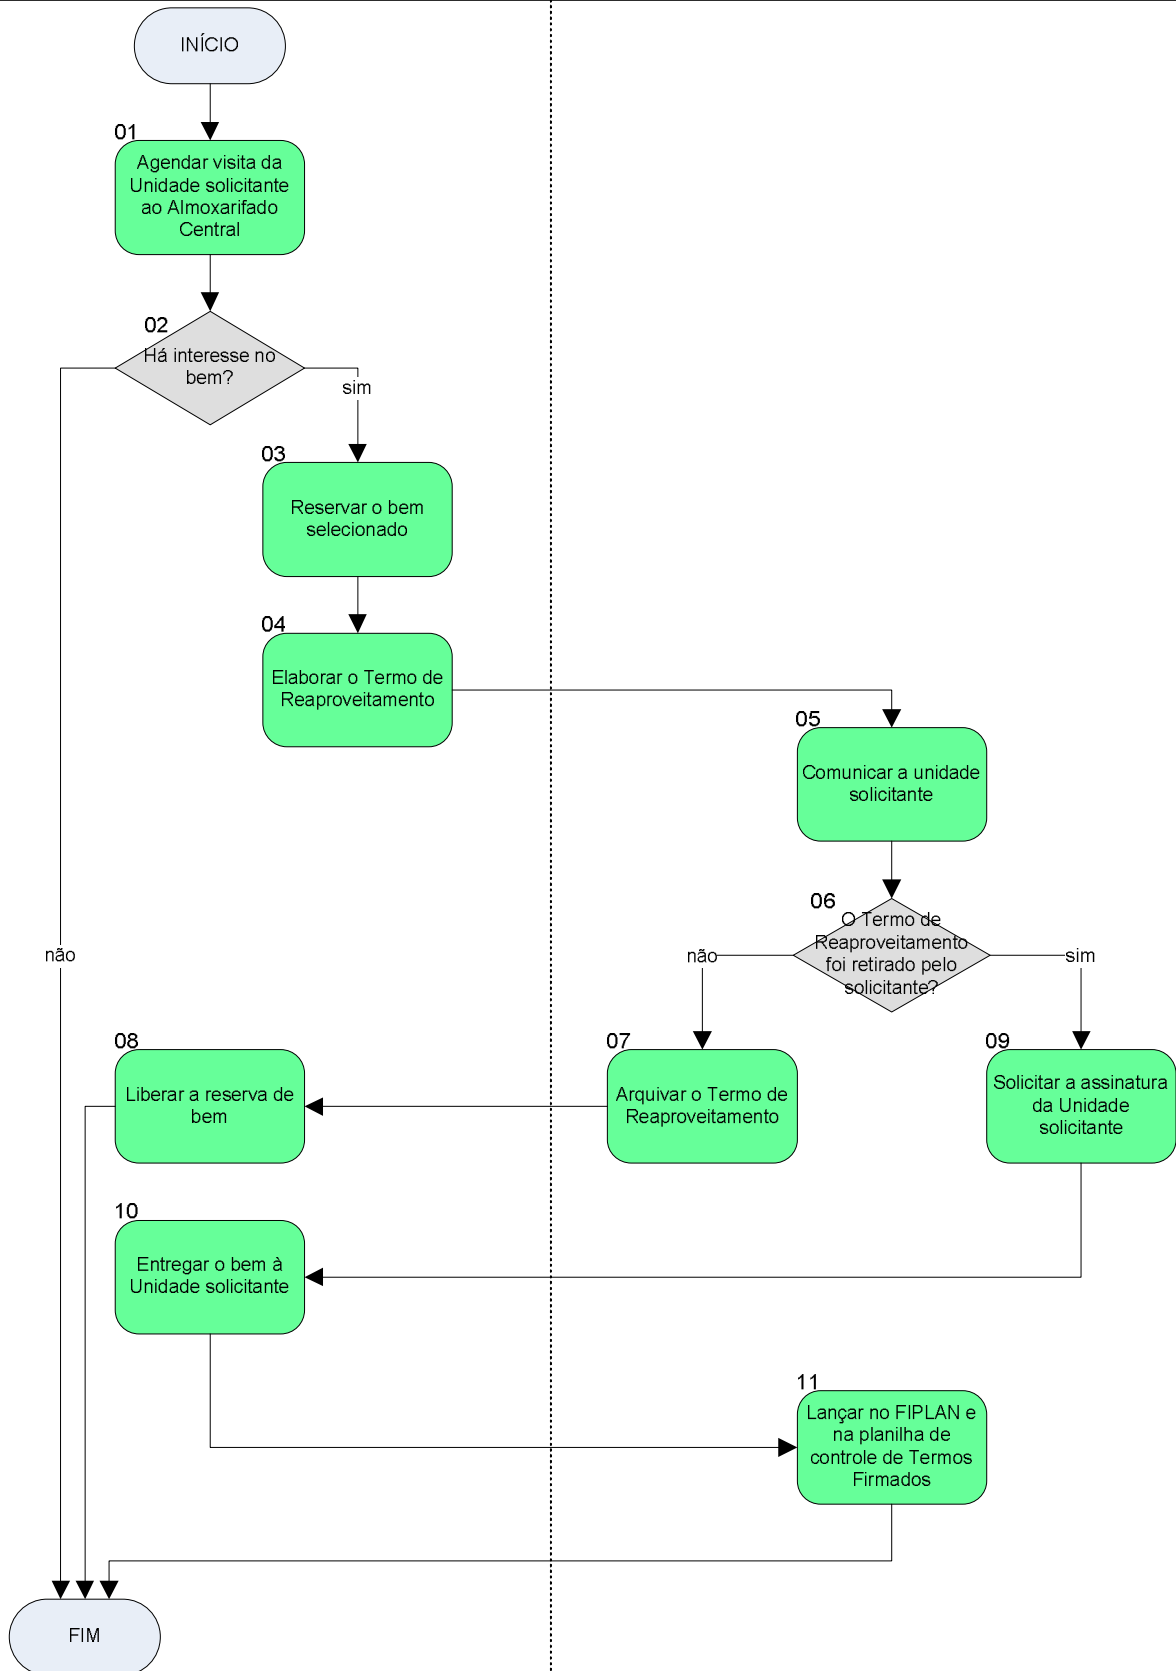 INÍCIO
01
Agendar visita da
Unidade solicitante
ao Almoxarifado
Central
02
Há interesse no
bem?
sim
03
Reservar o bem
selecionado
04
Elaborar o Termo de
Reaproveitamento
05
Comunicar a unidade
solicitante
06
O Termo de
Reaproveitamento
foi retirado pelo
solicitante?
não
não
sim
08
Liberar a reserva de
bem
07
Arquivar o Termo de
Reaproveitamento
09
Solicitar a assinatura
da Unidade
solicitante
10
Entregar o bem à
Unidade solicitante
11
Lançar no FIPLAN e
na planilha de
controle de Termos
Firmados
FIM